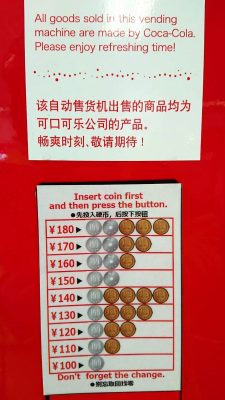 All goods sold in this vending
machine are made by Coca-Cola.
Please enjoy refreshing time!
该自动售货机出售的商品均为
可口可乐公司的产品。
畅爽时刻、敬请期待！
Insert coin first
and then press the button.
●先投入硬币，后按下按钮
¥180▶
¥170▶
¥160▶
¥150▶
¥140▶
¥130▶
¥120▶
¥110▶
¥100▶
Don't forget the change.
●别忘取回找零